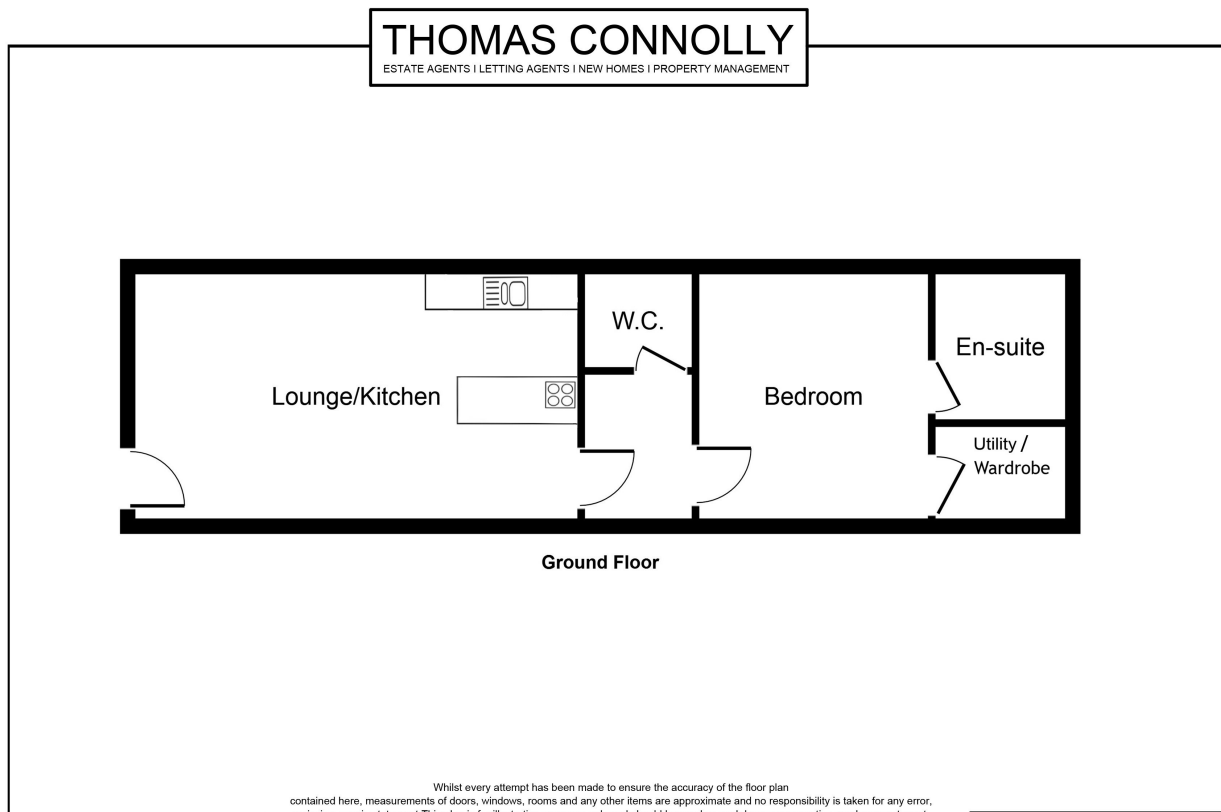 THOMAS CONNOLLY
ESTATE AGENTS I LETTING AGENTS I NEW HOMES I PROPERTY MANAGEMENT
W.C.
En-suite
Lounge/Kitchen
Bedroom
Utility /
Wardrobe
Ground Floor
Whilst every attempt has been made to ensure the accuracy of the floor plan
contained here, measurements of doors, windows, rooms and any other items are approximate and no responsibility is taken for any error,